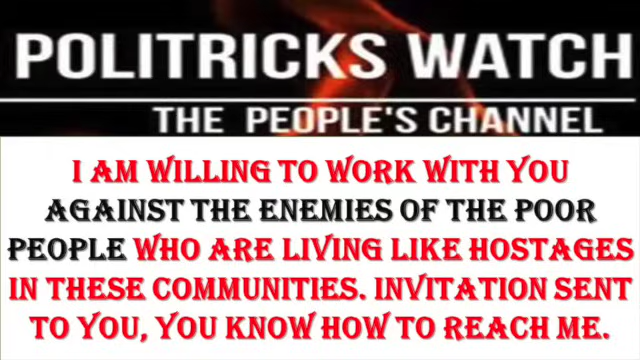 POLITRICKS WATCH
THE PEOPLE'S CHANNEL
I AM WILLING TO WORK WITH YOU
AGAINST THE ENEMIES OF THE POOR
PEOPLE WHO ARE LIVING LIKE HOSTAGES
IN THESE COMMUNITIES. INVITATION SENT
TO YOU, YOU KNOW HOW TO REACH ME.